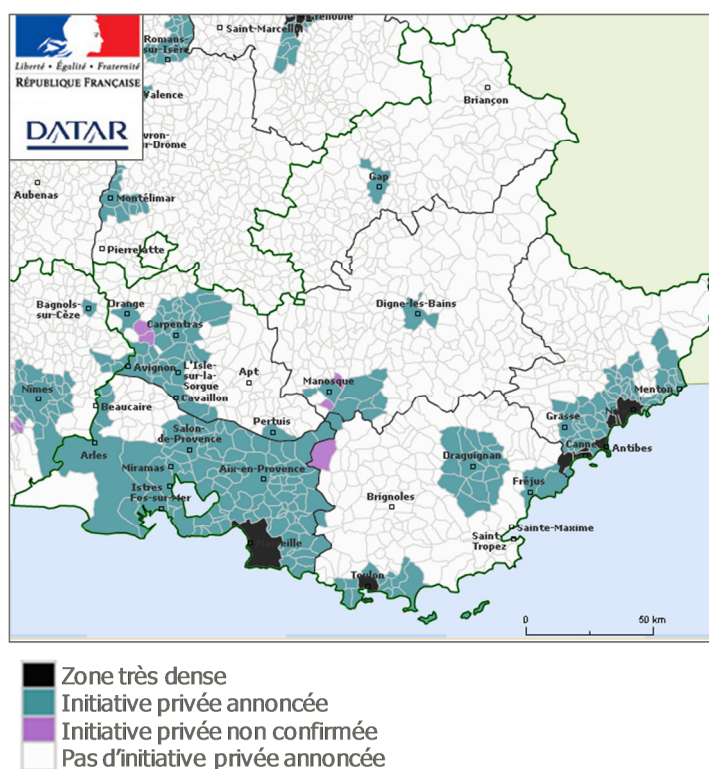 Liberté • Égalité • Fraternité
RÉPUBLIQUE FRANÇAISE
DATAR
Romans-
sur-Isère
Saint-Marcellin
Grenoble
Valence
Briançon
Gap
Aubenas
Montélimar
Pierrelatte
Bagnols-
sur-Cèze
Orange
Carpentras
Digne-les-Bains
Avignon
L'Isle-
sur-la-
Sorgue
Apt
Manosque
Menton
Nîmes
Cavaillon
Beaucaire
Pertuis
Grasse
Salon-
de-Provence
Antibes
Arles
Miramas
Aix-en-Provence
Draguignan
Istres
Fos-sur-Mer
Fréjus
Brignoles
Sainte-Maxime
Saint-
Tropez
Marseille
Toulon
0 50 km
Zone très dense
Initiative privée annoncée
Initiative privée non confirmée
Pas d'initiative privée annoncée